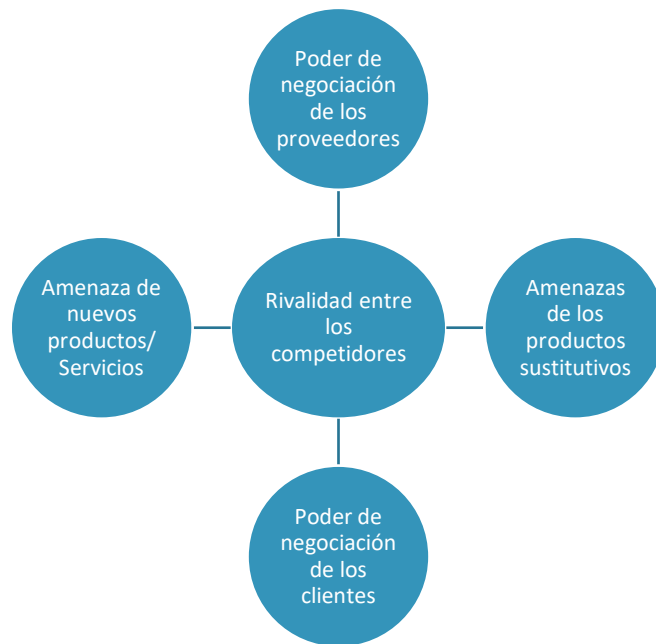 Poder de
negociación
de los
proveedores
Amenaza de
nuevos
productos/
Servicios
Rivalidad entre
los
competidores
Amenazas
de los
productos
sustitutivos
Poder de
negociación
de los
clientes